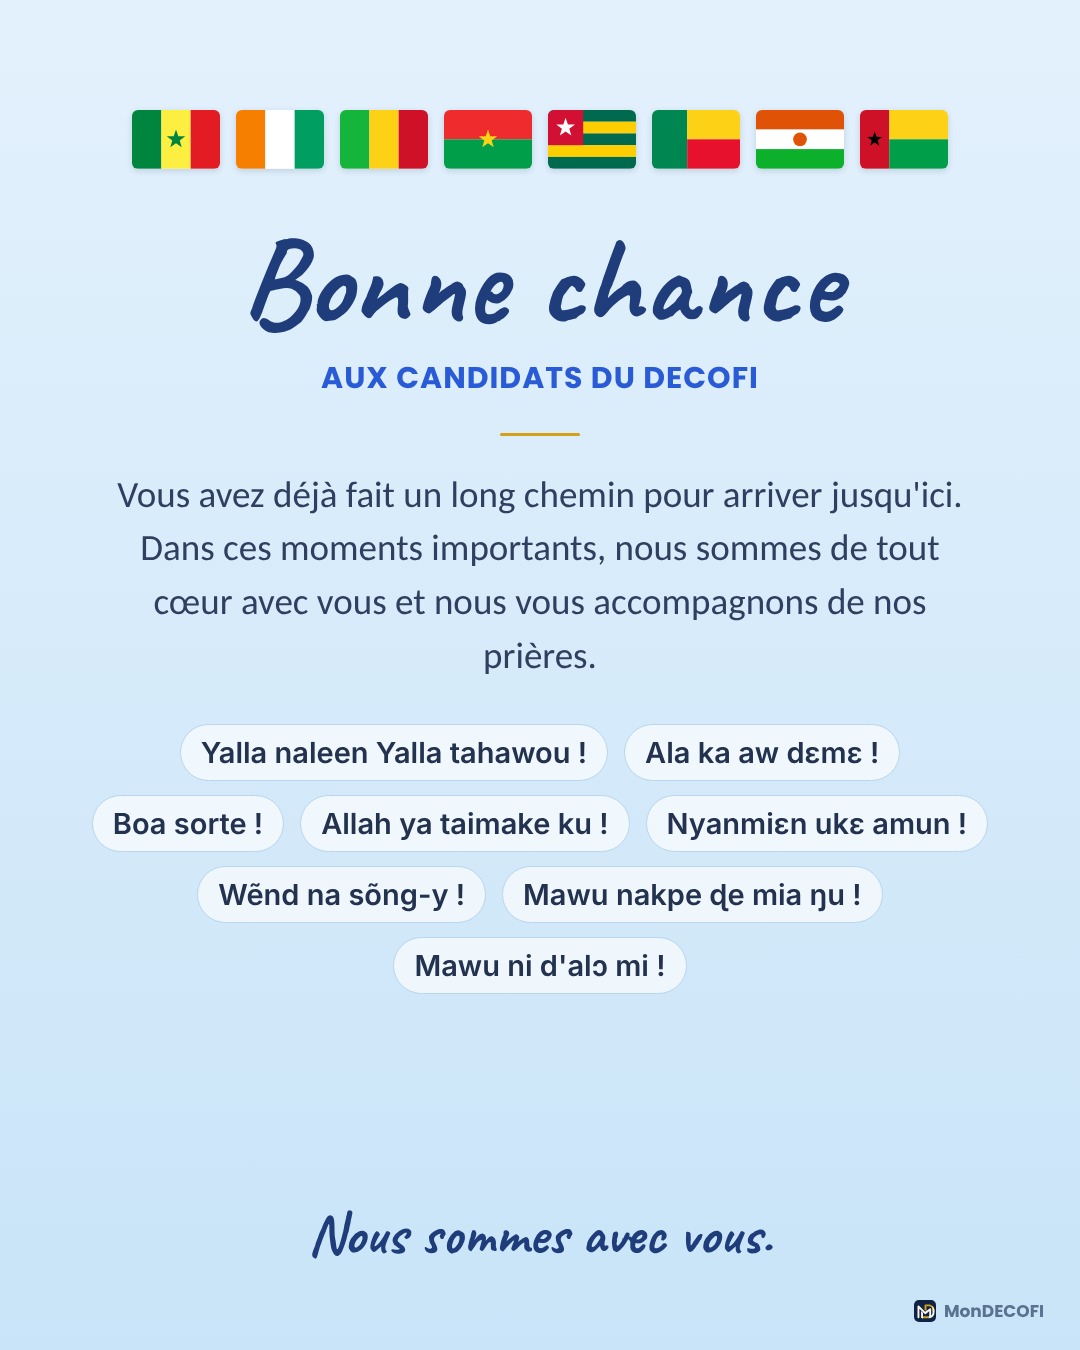 Bonne chance
AUX CANDIDATS DU DECOFI
Vous avez déjà fait un long chemin pour arriver jusqu'ici.
Dans ces moments importants, nous sommes de tout
cœur avec vous et nous vous accompagnons de nos
prières.
Yalla naleen Yalla tahawou ! Ala ka aw dɛmɛ !
Boa sorte ! Allah ya taimake ku ! Nyanmiɛn ukɛ amun !
Wẽnd na sõng-y ! Mawu nakpe ɖe mia ŋu !
Mawu ni d'alɔ mi !
Nous sommes avec vous.
MonDECOFI